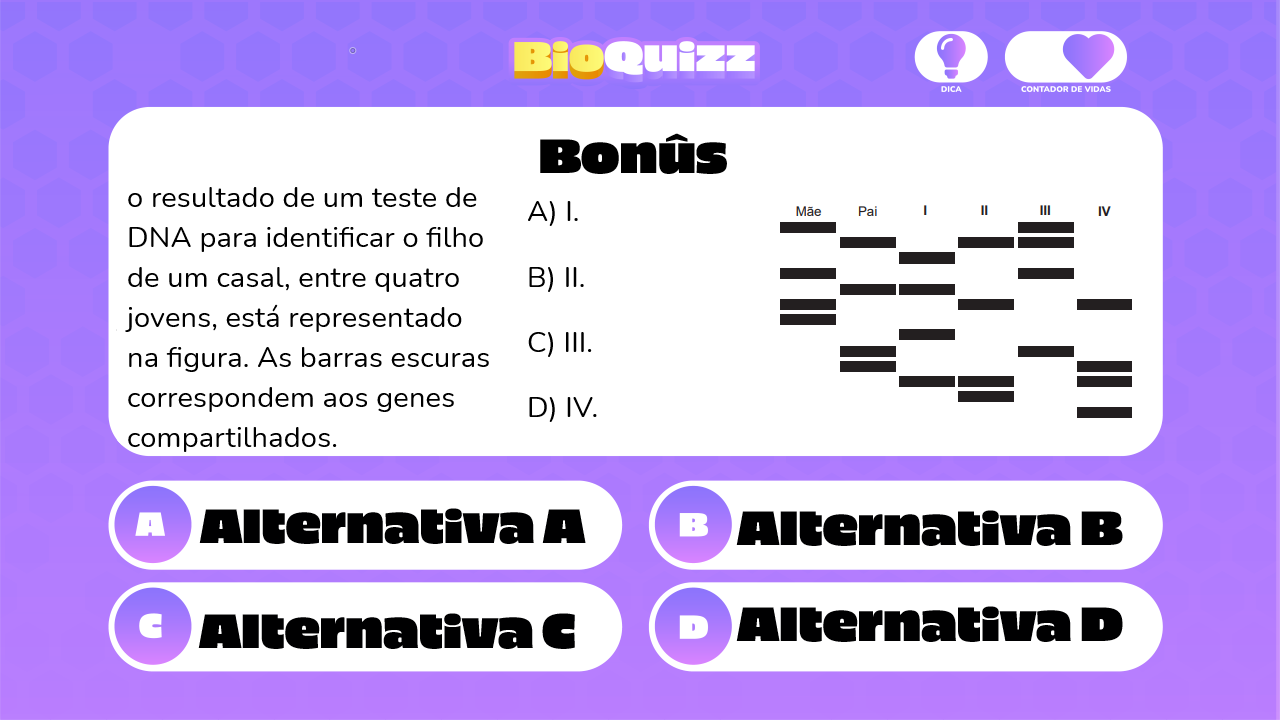 BioQuizz
DICA
CONTADOR DE VIDAS
Bonûs
o resultado de um teste de
DNA para identificar o filho
de um casal, entre quatro
jovens, está representado
na figura. As barras escuras
correspondem aos genes
compartilhados.
A) I.
B) II.
C) III.
D) IV.
Mãe Pai I II III IV
A Alternativa A
B Alternativa B
C Alternativa C
D Alternativa D